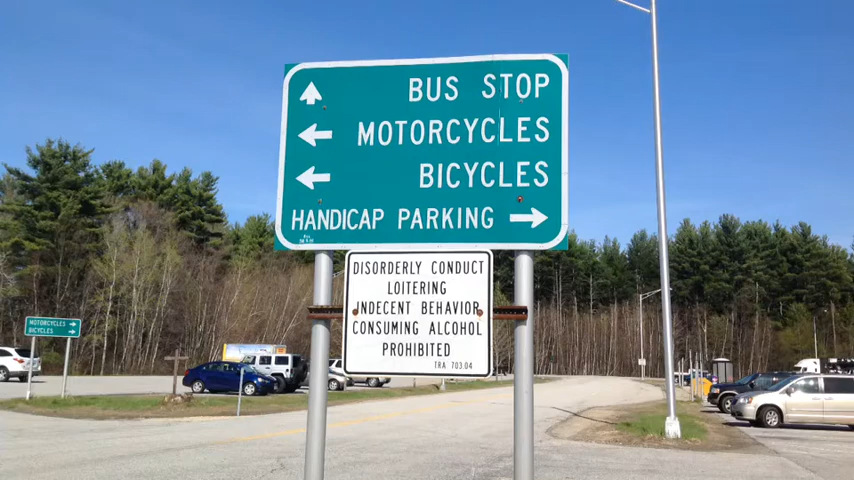 BUS STOP
MOTORCYCLES
BICYCLES
HANDICAP PARKING
DISORDERLY CONDUCT
LOITERING
INDECENT BEHAVIOR
CONSUMING ALCOHOL
PROHIBITED
TRA 703.04
MOTORCYCLES
BICYCLES